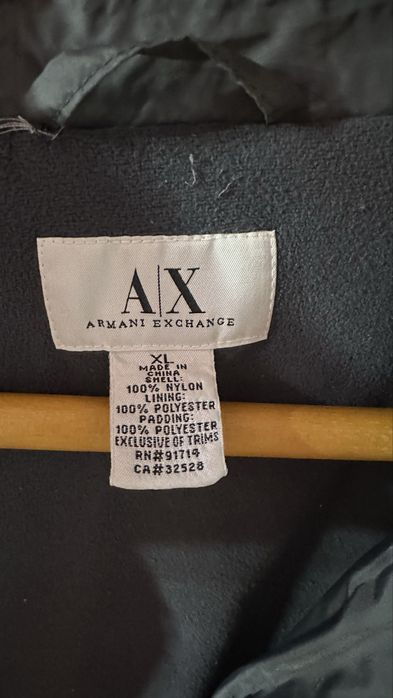 A|X
ARMANI EXCHANGE
XL
MADE IN
CHINA
SHELL:
100% NYLON
LINING:
100% POLYESTER
PADDING:
100% POLYESTER
EXCLUSIVE OF TRIMS
RN#91714
CA#32528